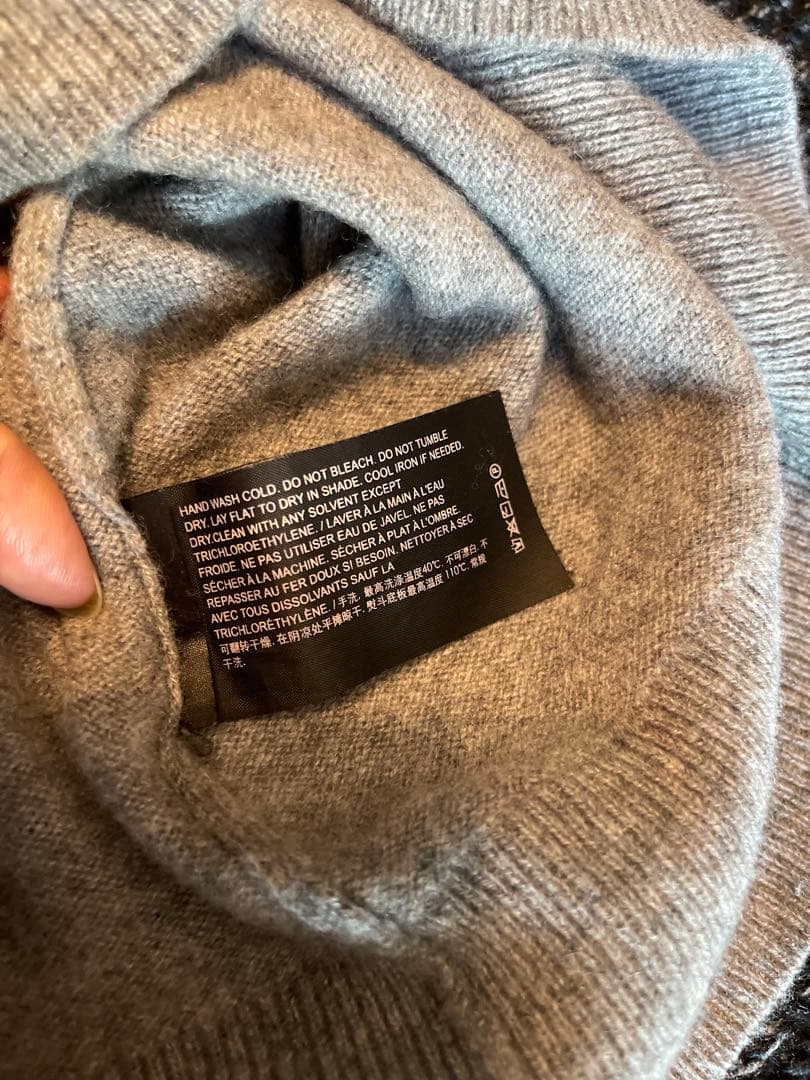 HAND WASH COLD. DO NOT BLEACH. DO NOT TUMBLE
DRY. LAY FLAT TO DRY IN SHADE. COOL IRON IF NEEDED.
DRY.CLEAN WITH ANY SOLVENT EXCEPT
TRICHLOROETHYLENE. / LAVER À LA MAIN À L'EAU
FROIDE. NE PAS UTILISER EAU DE JAVEL. NE PAS
SÉCHER À LA MACHINE. SÉCHER À PLAT À L'OMBRE.
REPASSER AU FER DOUX SI BESOIN. NETTOYER À SEC
AVEC TOUS DISSOLVANTS SAUF LA
TRICHLORÉTHYLÈNE. / 手洗. 最高洗涤温度40℃. 不可漂白. 不
可翻转干燥. 在阴凉处平摊晾干. 熨斗底板最高温度 110℃. 常规
干洗.